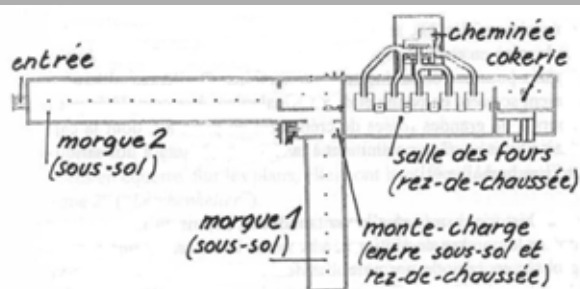 cheminée
cokerie
entrée
morgue 2
(sous-sol)
salle des fours
(rez-de-chaussée)
morgue 1
(sous-sol)
monte-charge
(entre sous-sol et
rez-de-chaussée)